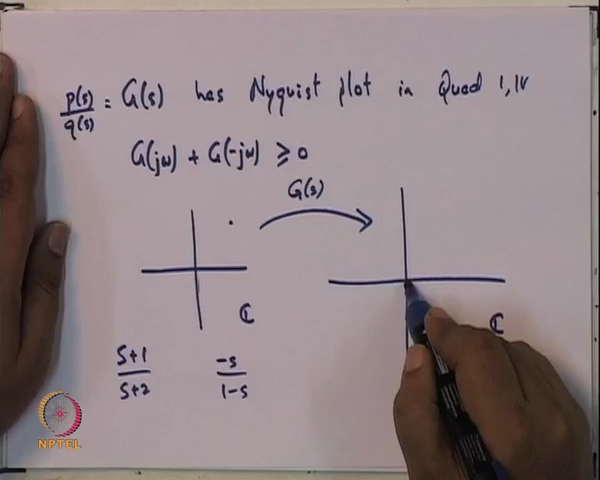 p(s)/q(s) = G(s) has Nyquist plot in Quad I, IV
G(jω) + G(-jω) ⩾ 0
G(s)
ℂ
ℂ
s+1/s+2 -s/1-s
NPTEL